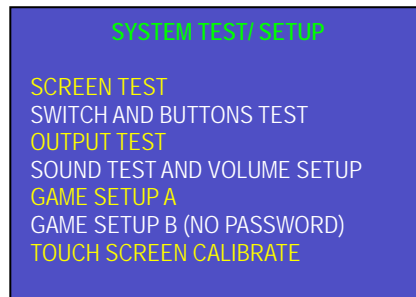 SYSTEM TEST/ SETUP
SCREEN TEST
SWITCH AND BUTTONS TEST
OUTPUT TEST
SOUND TEST AND VOLUME SETUP
GAME SETUP A
GAME SETUP B (NO PASSWORD)
TOUCH SCREEN CALIBRATE